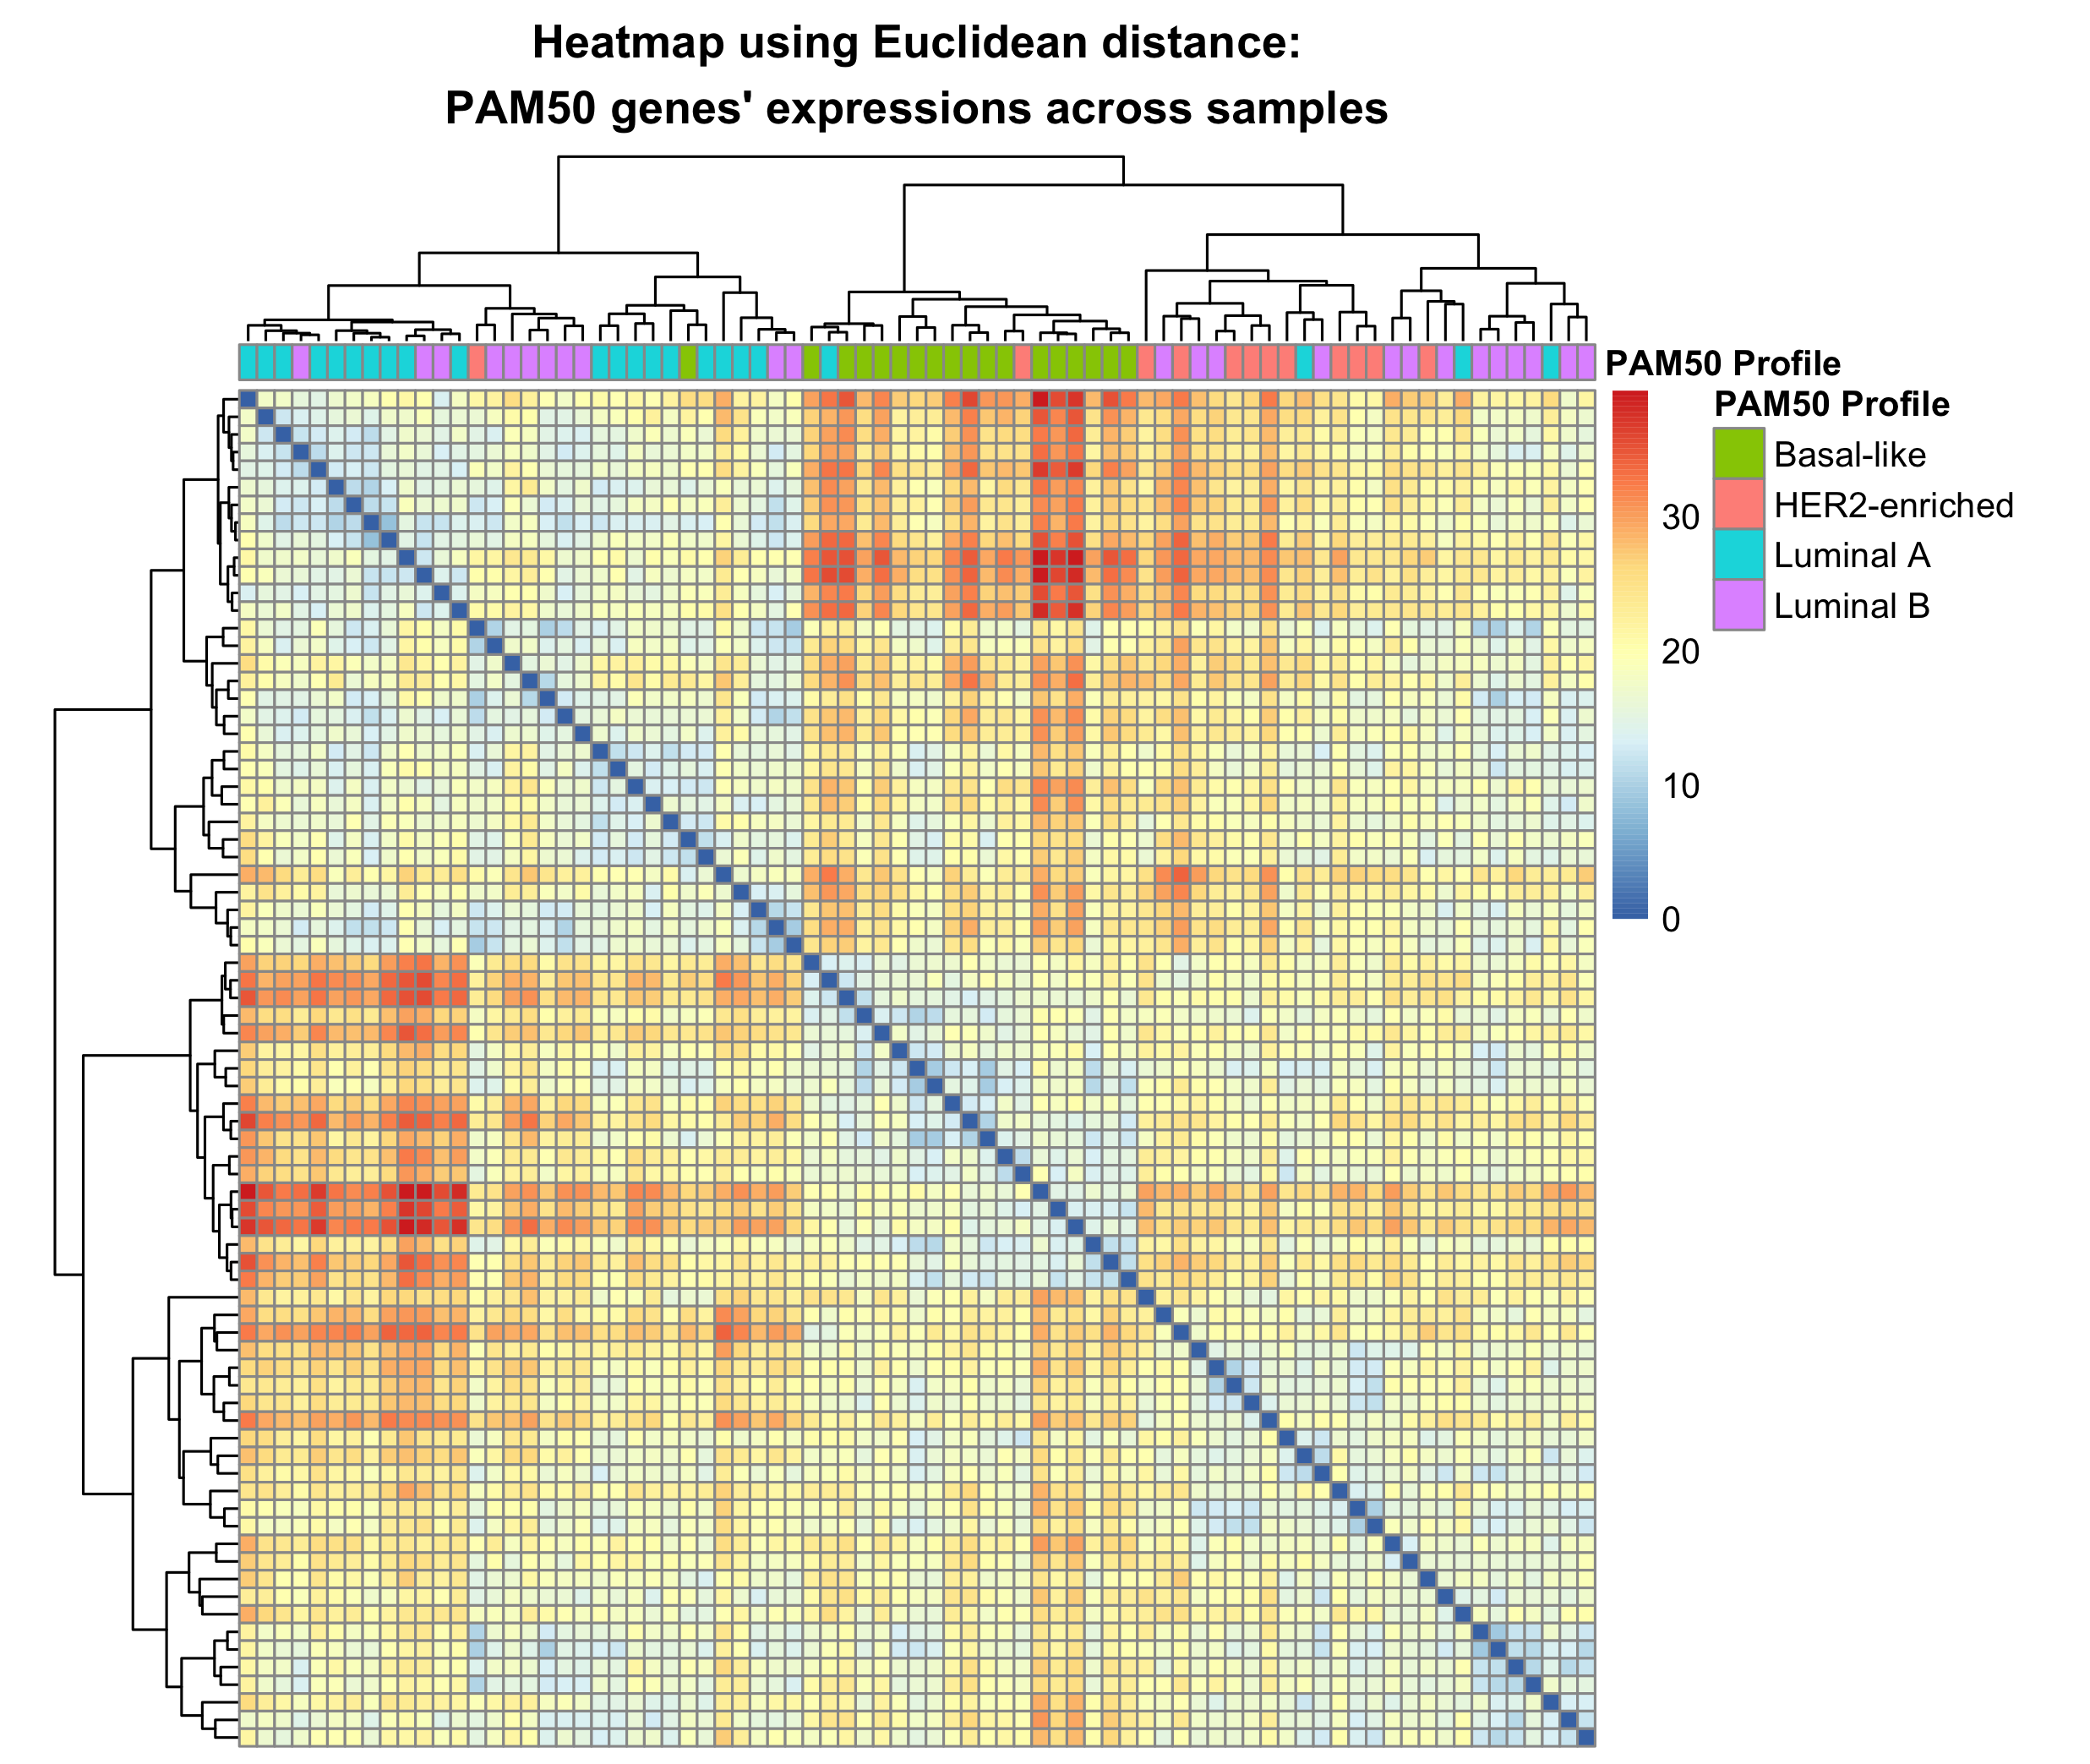 Heatmap using Euclidean distance:
PAM50 genes' expressions across samples
PAM50 Profile
PAM50 Profile
Basal-like
HER2-enriched
Luminal A
Luminal B
30
20
10
0